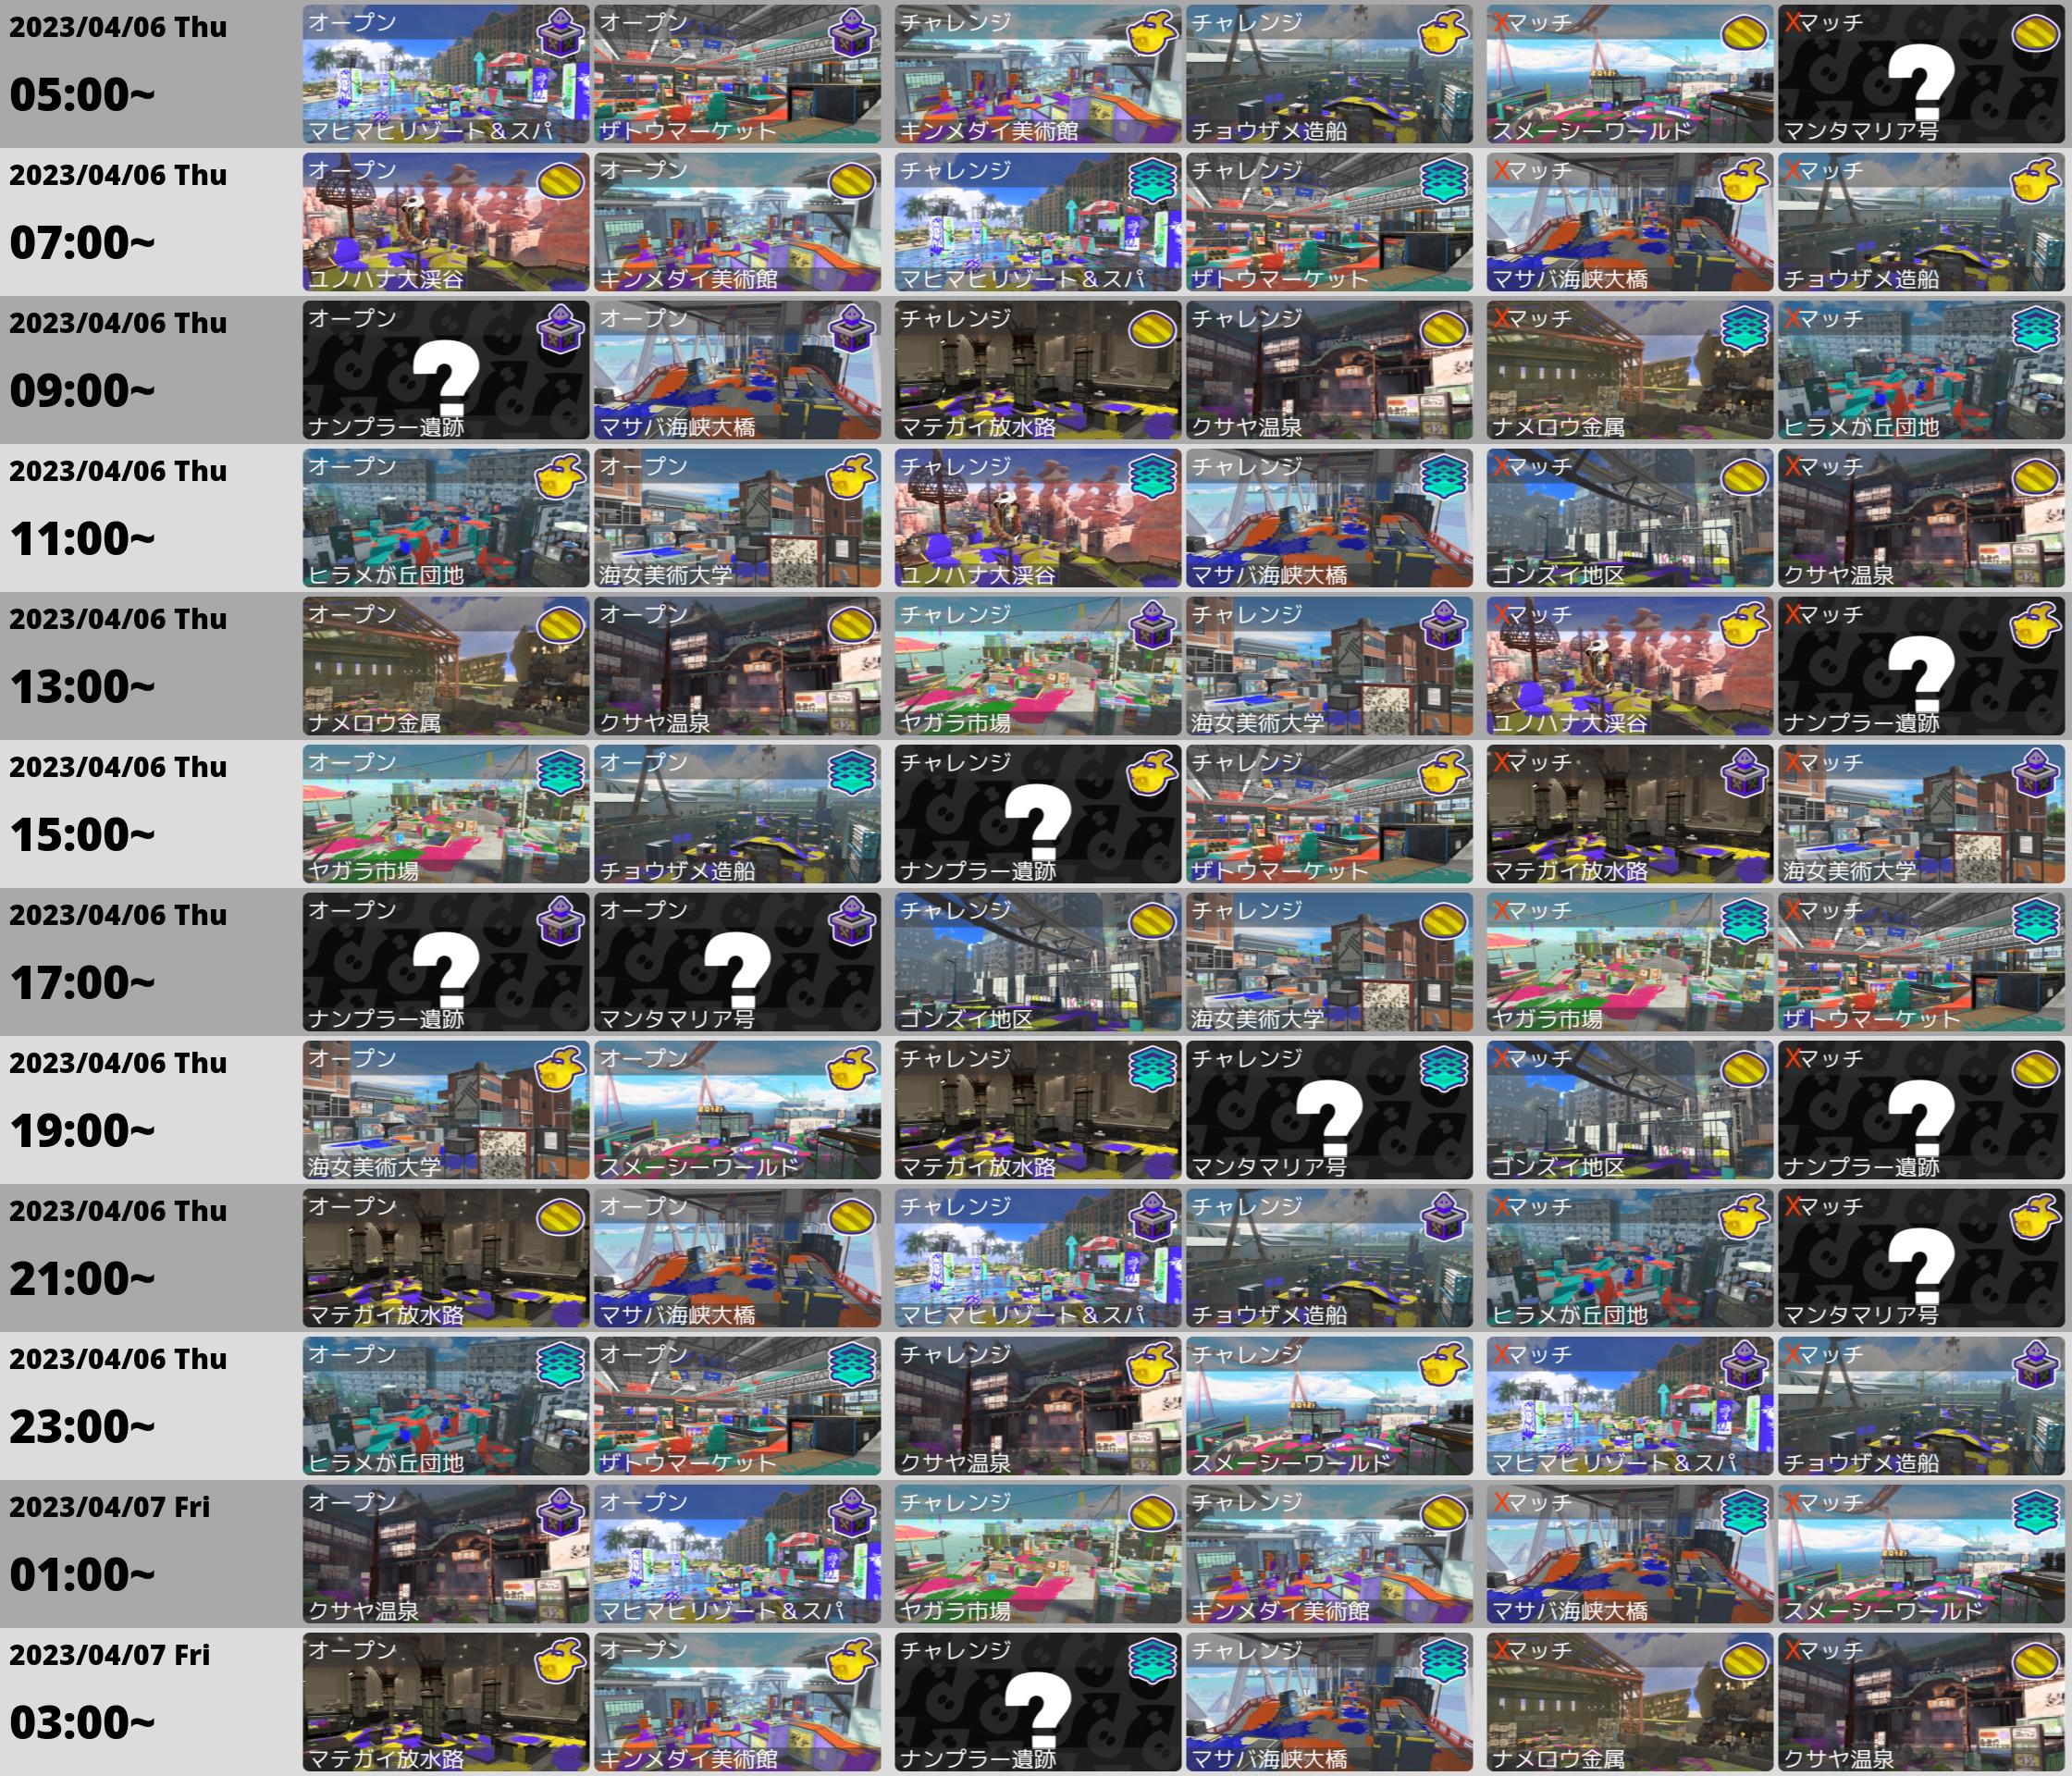 2023/04/06 Thu
05:00~
オープン オープン チャレンジ チャレンジ Xマッチ Xマッチ
マヒマヒリゾート＆スパ ザトウマーケット キンメダイ美術館 チョウザメ造船 スメーシーワールド マンタマリア号
2023/04/06 Thu
07:00~
オープン オープン チャレンジ チャレンジ Xマッチ Xマッチ
ユノハナ大渓谷 キンメダイ美術館 マヒマヒリゾート＆スパ ザトウマーケット マサバ海峡大橋 チョウザメ造船
2023/04/06 Thu
09:00~
オープン オープン チャレンジ チャレンジ Xマッチ Xマッチ
ナンプラー遺跡 マサバ海峡大橋 マテガイ放水路 クサヤ温泉 ナメロウ金属 ヒラメが丘団地
2023/04/06 Thu
11:00~
オープン オープン チャレンジ チャレンジ Xマッチ Xマッチ
ヒラメが丘団地 海女美術大学 ユノハナ大渓谷 マサバ海峡大橋 ゴンズイ地区 クサヤ温泉
2023/04/06 Thu
13:00~
オープン オープン チャレンジ チャレンジ Xマッチ Xマッチ
ナメロウ金属 クサヤ温泉 ヤガラ市場 海女美術大学 ユノハナ大渓谷 ナンプラー遺跡
2023/04/06 Thu
15:00~
オープン オープン チャレンジ チャレンジ Xマッチ Xマッチ
ヤガラ市場 チョウザメ造船 ナンプラー遺跡 ザトウマーケット マテガイ放水路 海女美術大学
2023/04/06 Thu
17:00~
オープン オープン チャレンジ チャレンジ Xマッチ Xマッチ
ナンプラー遺跡 マンタマリア号 ゴンズイ地区 海女美術大学 ヤガラ市場 ザトウマーケット
2023/04/06 Thu
19:00~
オープン オープン チャレンジ チャレンジ Xマッチ Xマッチ
海女美術大学 スメーシーワールド マテガイ放水路 マンタマリア号 ゴンズイ地区 ナンプラー遺跡
2023/04/06 Thu
21:00~
オープン オープン チャレンジ チャレンジ Xマッチ Xマッチ
マテガイ放水路 マサバ海峡大橋 マヒマヒリゾート＆スパ チョウザメ造船 ヒラメが丘団地 マンタマリア号
2023/04/06 Thu
23:00~
オープン オープン チャレンジ チャレンジ Xマッチ Xマッチ
ヒラメが丘団地 ザトウマーケット クサヤ温泉 スメーシーワールド マヒマヒリゾート＆スパ チョウザメ造船
2023/04/07 Fri
01:00~
オープン オープン チャレンジ チャレンジ Xマッチ Xマッチ
クサヤ温泉 マヒマヒリゾート＆スパ ヤガラ市場 キンメダイ美術館 マサバ海峡大橋 スメーシーワールド
2023/04/07 Fri
03:00~
オープン オープン チャレンジ チャレンジ Xマッチ Xマッチ
マテガイ放水路 キンメダイ美術館 ナンプラー遺跡 マサバ海峡大橋 ナメロウ金属 クサヤ温泉